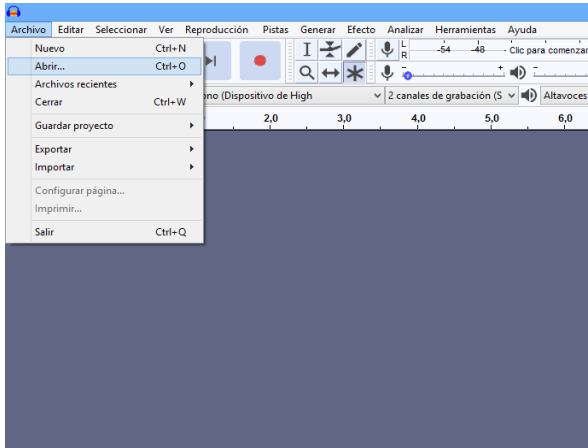 Archivo Editar Seleccionar Ver Reproducción Pistas Generar Efecto Analizar Herramientas Ayuda
Nuevo Ctrl+N
Abrir... Ctrl+O
Archivos recientes
Cerrar Ctrl+W
Guardar proyecto
Exportar
Importar
Configurar página...
Imprimir...
Salir Ctrl+Q
L
R
-54 -48 Clic para comenzar
ono (Dispositivo de High 2 canales de grabación (S Altavoces
2,0 3,0 4,0 5,0 6,0